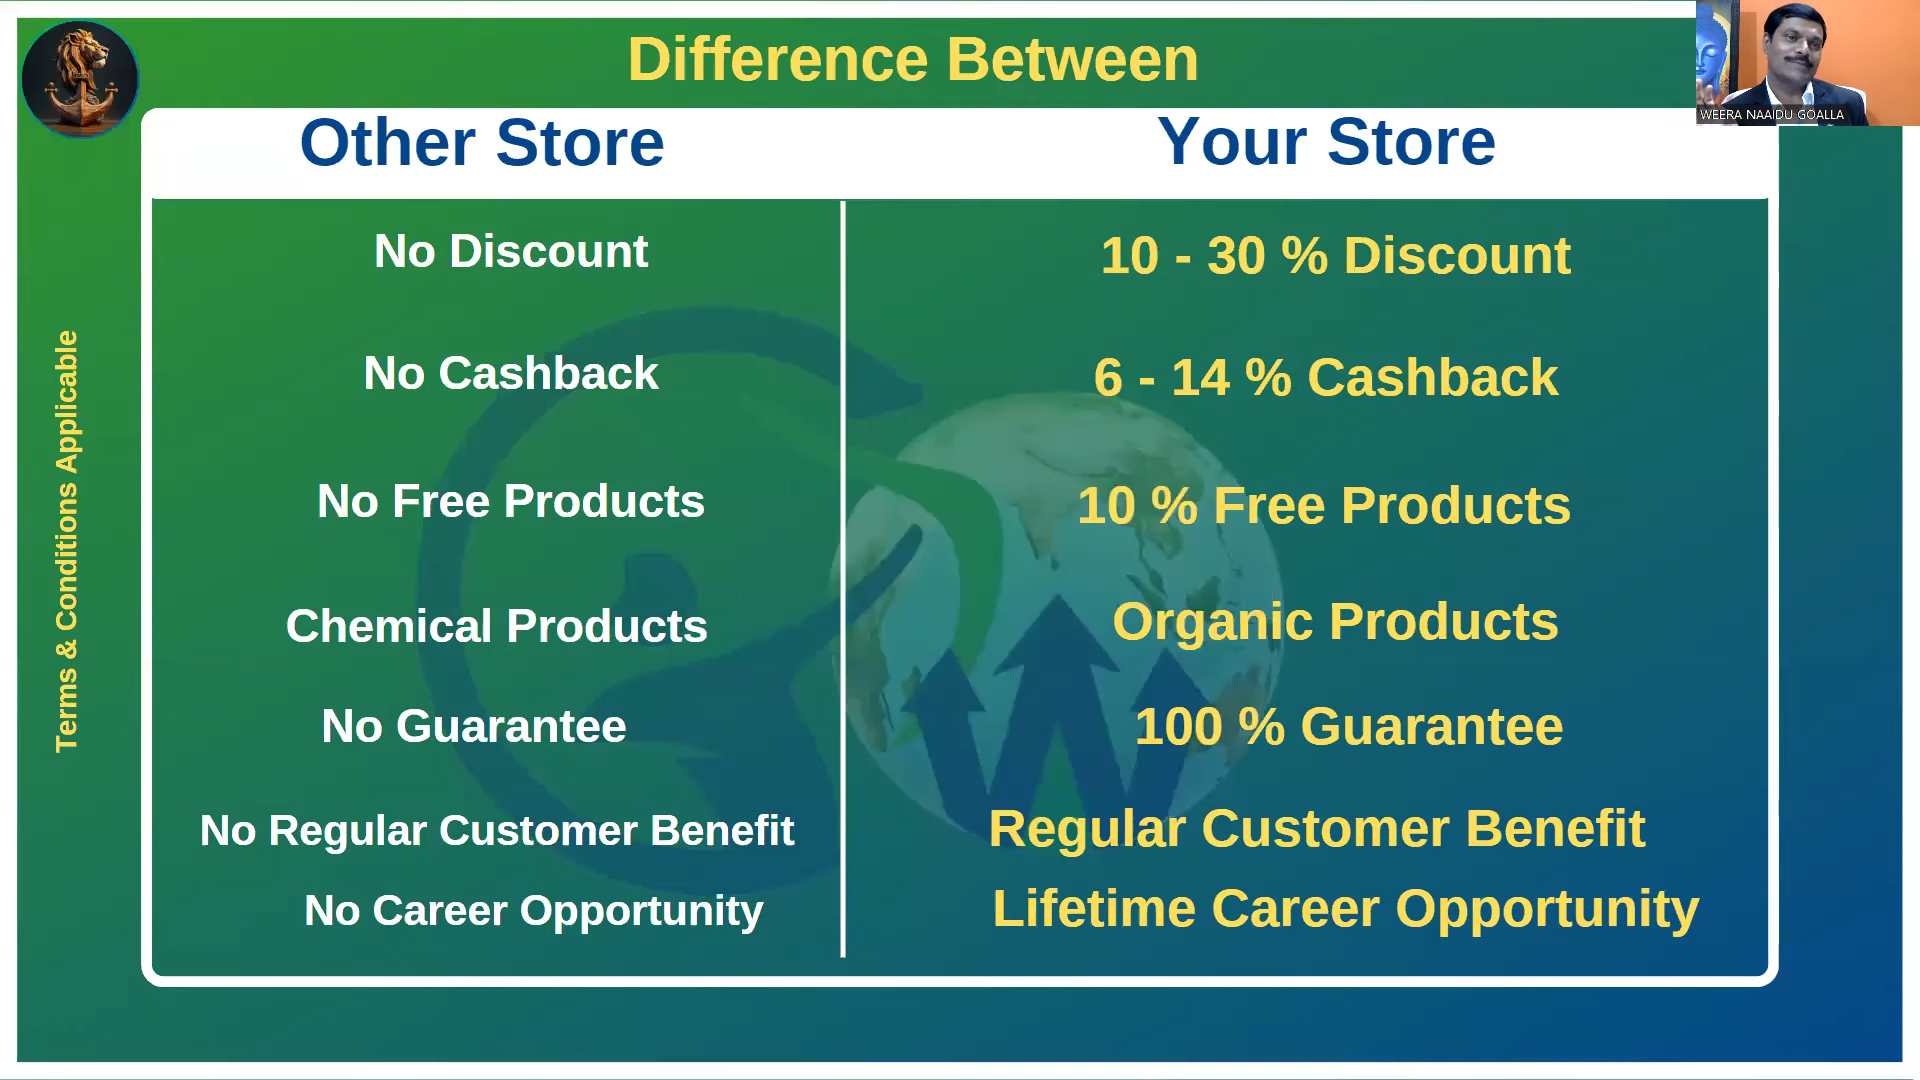 Difference Between
WEERA NAAIDU GOALLA
Other Store
Your Store
No Discount
10 - 30 % Discount
No Cashback
6 - 14 % Cashback
No Free Products
10 % Free Products
Chemical Products
Organic Products
No Guarantee
100 % Guarantee
No Regular Customer Benefit
Regular Customer Benefit
No Career Opportunity
Lifetime Career Opportunity
Terms & Conditions Applicable